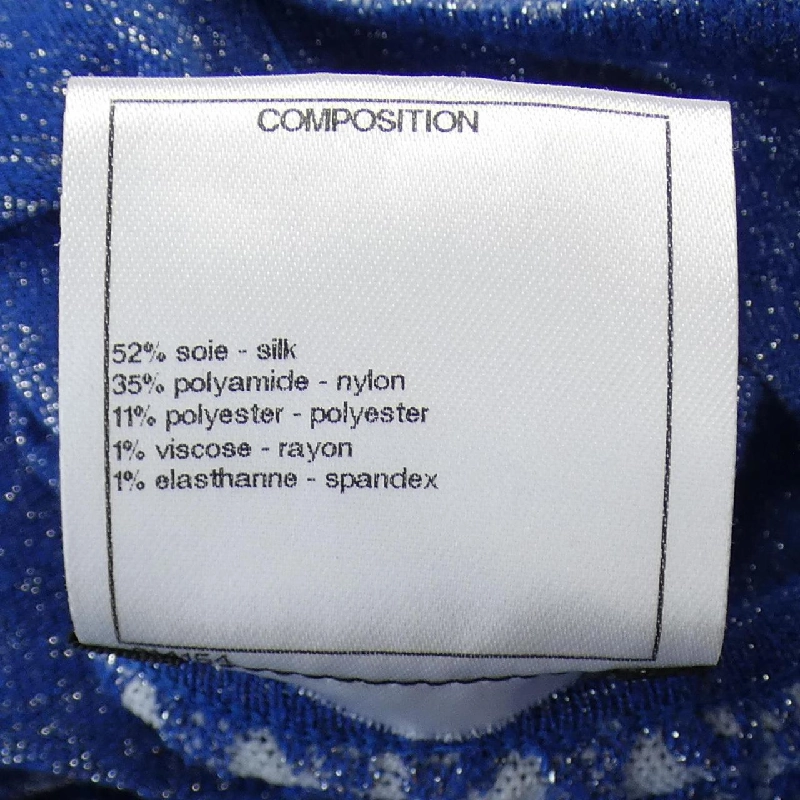 COMPOSITION
52% soie - silk
35% polyamide - nylon
11% polyester - polyester
1% viscose - rayon
1% elasthanne - spandex